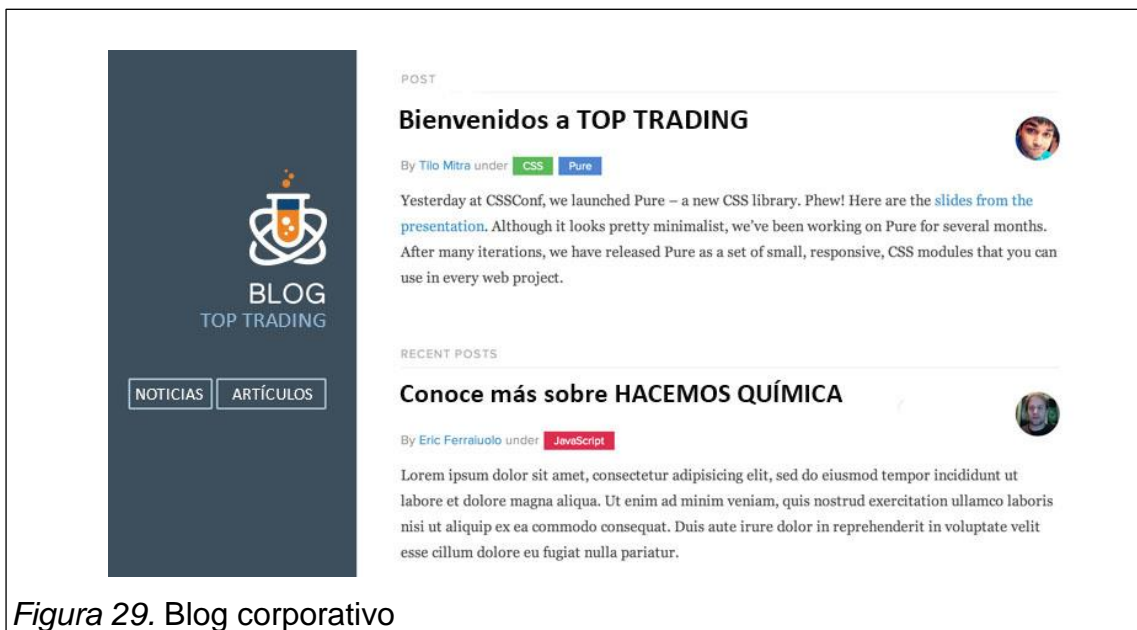 BLOG
TOP TRADING
NOTICIAS
ARTÍCULOS
POST
Bienvenidos a TOP TRADING
By Tilo Mitra under CSS Pure
Yesterday at CSSConf, we launched Pure – a new CSS library. Phew! Here are the slides from the
presentation. Although it looks pretty minimalist, we've been working on Pure for several months.
After many iterations, we have released Pure as a set of small, responsive, CSS modules that you can
use in every web project.
RECENT POSTS
Conoce más sobre HACEMOS QUÍMICA
By Eric Ferraiuolo under JavaScript
Lorem ipsum dolor sit amet, consectetur adipisicing elit, sed do eiusmod tempor incididunt ut
labore et dolore magna aliqua. Ut enim ad minim veniam, quis nostrud exercitation ullamco laboris
nisi ut aliquip ex ea commodo consequat. Duis aute irure dolor in reprehenderit in voluptate velit
esse cillum dolore eu fugiat nulla pariatur.
Figura 29. Blog corporativo